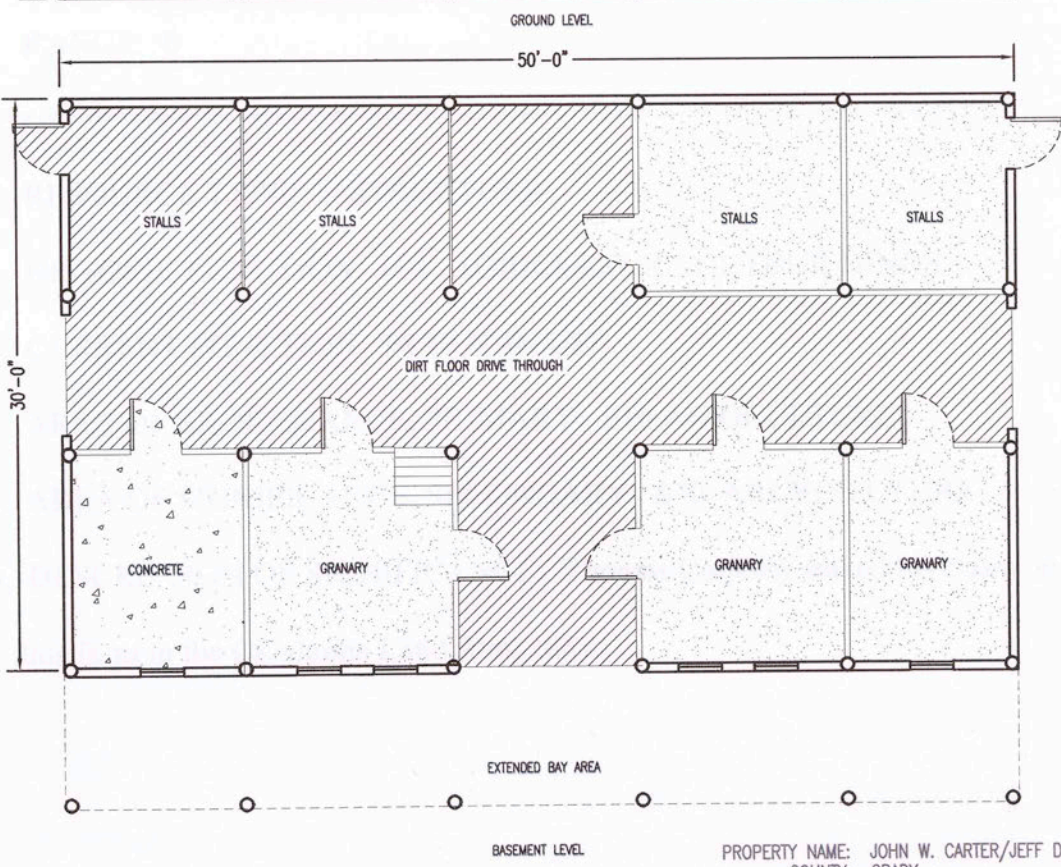 GROUND LEVEL
50'-0"
30'-0"
STALLS
STALLS
STALLS
STALLS
DIRT FLOOR DRIVE THROUGH
CONCRETE
GRANARY
GRANARY
GRANARY
EXTENDED BAY AREA
BASEMENT LEVEL
PROPERTY NAME: JOHN W. CARTER/JEFF D